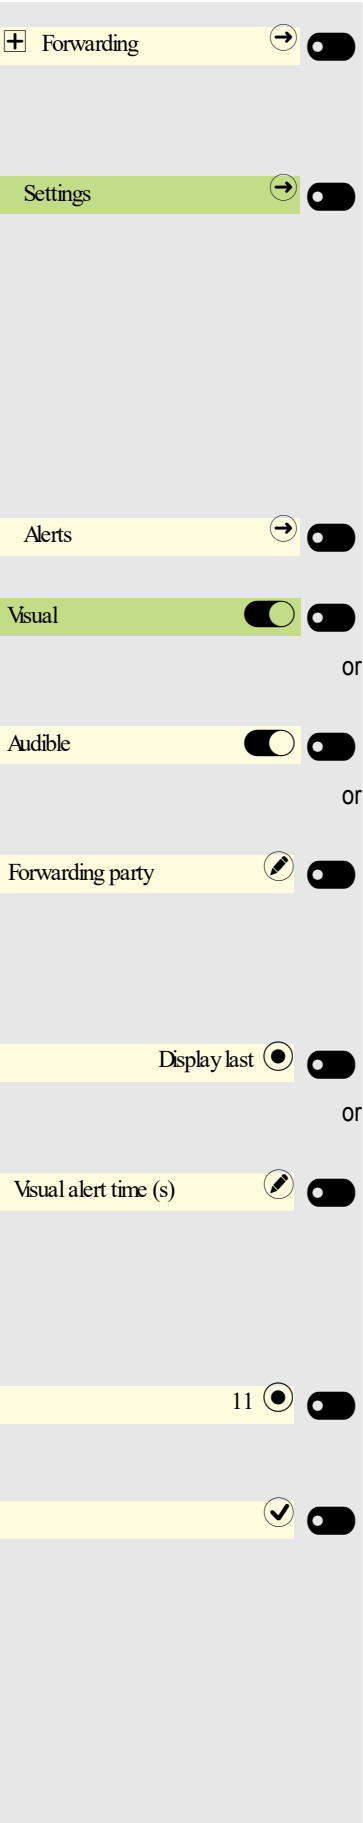 Forwarding
Settings
Alerts
Visual
or
Audible
or
Forwarding party
Display last
or
Visual alert time (s)
11